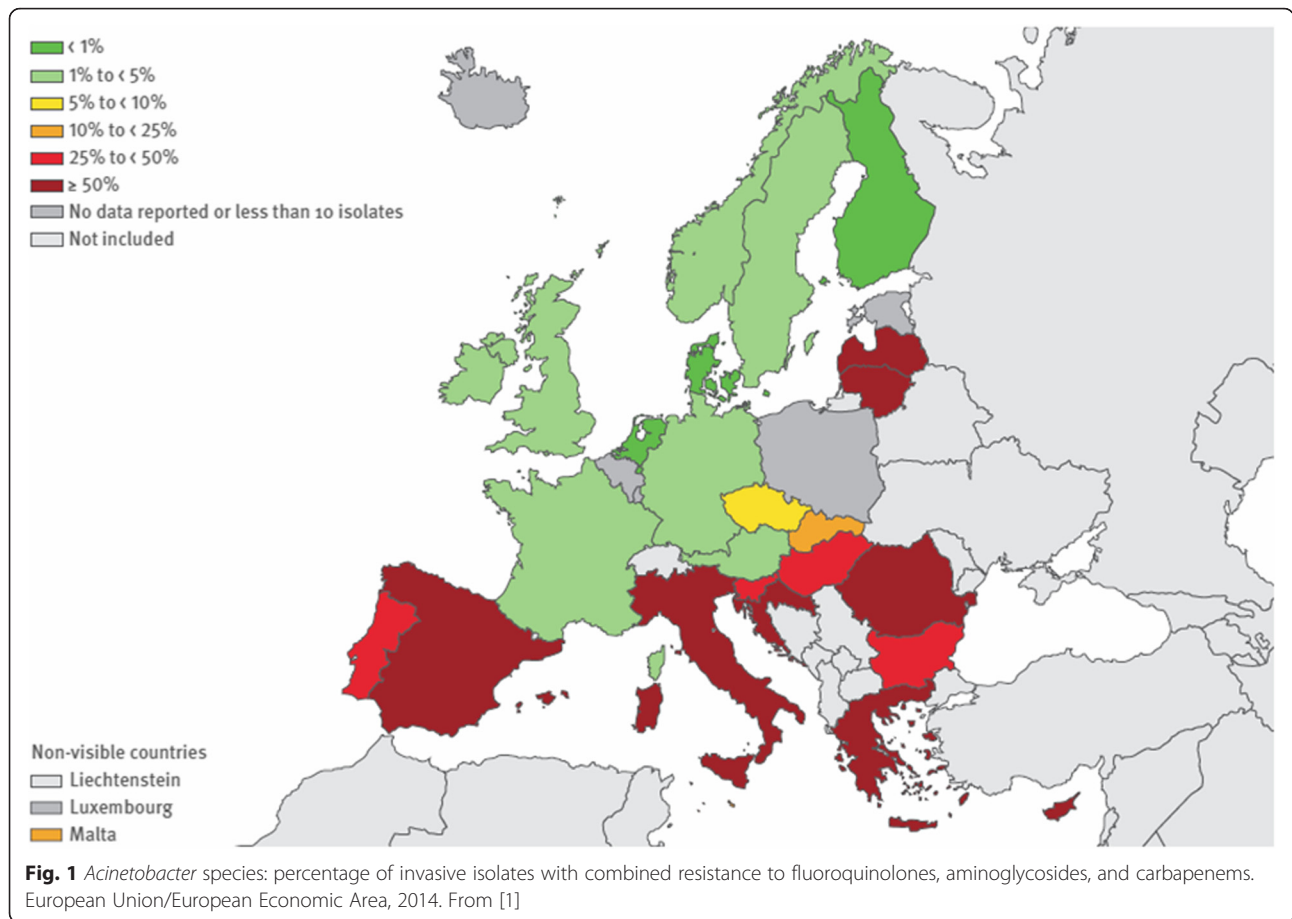 < 1%
1% to < 5%
5% to < 10%
10% to < 25%
25% to < 50%
≥ 50%
No data reported or less than 10 isolates
Not included
Non-visible countries
Liechtenstein
Luxembourg
Malta
Fig. 1 Acinetobacter species: percentage of invasive isolates with combined resistance to fluoroquinolones, aminoglycosides, and carbapenems.
European Union/European Economic Area, 2014. From [1]